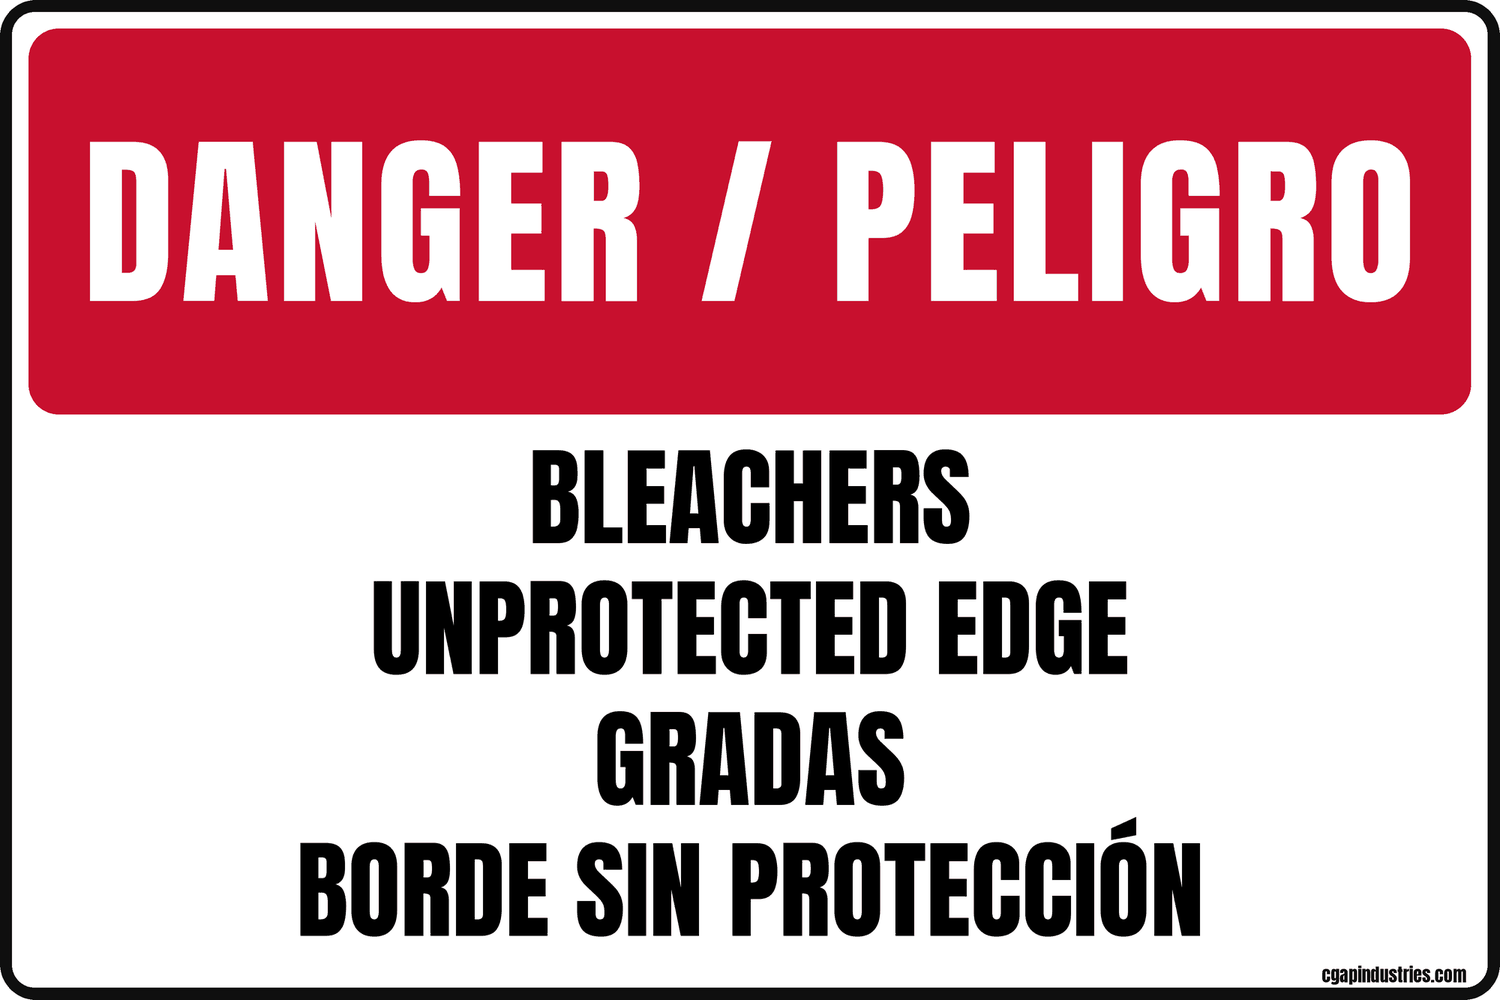 DANGER / PELIGRO
BLEACHERS
UNPROTECTED EDGE
GRADAS
BORDE SIN PROTECCIÓN
cgapindustries.com